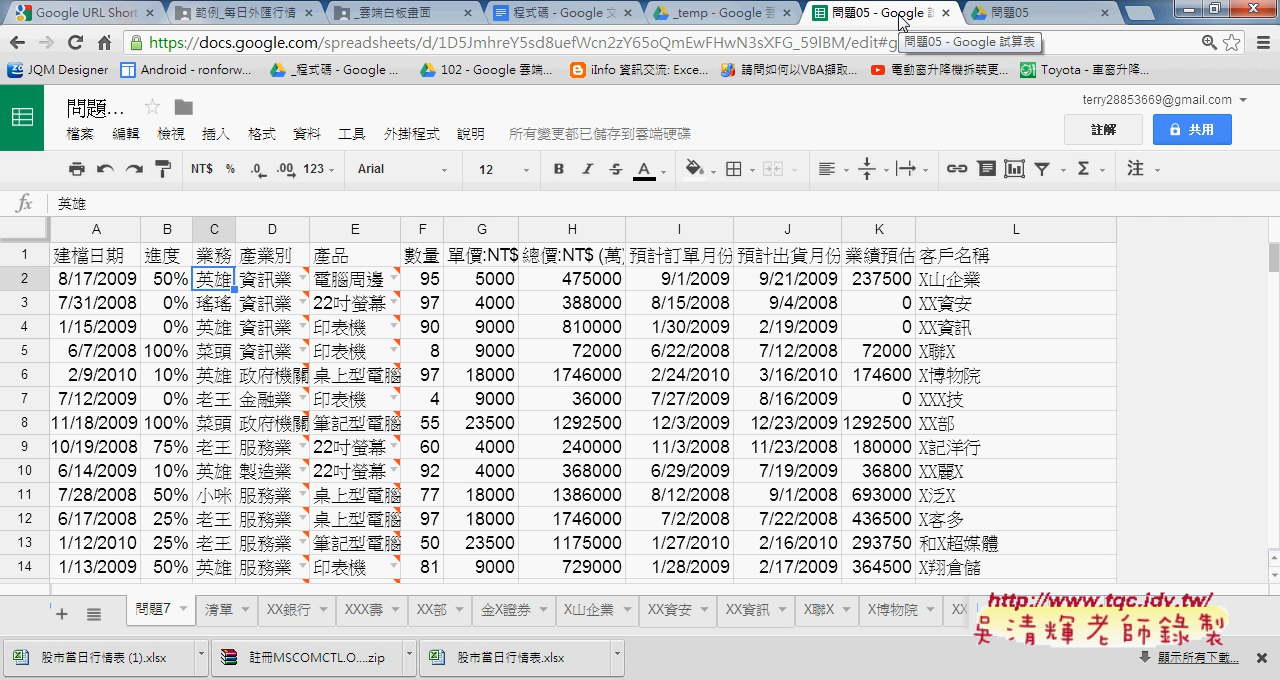 Google URL Short
範例_每日外匯行情
_雲端白板畫面
程式碼 - Google 文
_temp - Google 雲
問題05 - Google 試
問題05
https://docs.google.com/spreadsheets/d/
問題05 - Google 試算表
JQM Designer
Android - ronforw...
_程式碼 - Google ...
102 - Google 雲端...
iInfo 資訊交流: Exce...
請問如何以VBA擷取...
電動窗升降機拆裝更...
Toyota - 車窗升降...
問題...
terry28853669@gmail.com
檔案 編輯 檢視 插入 格式 資料 工具 外掛程式 說明 所有變更都已儲存到雲端硬碟
註解
共用
NT$ % .0 .00 123 Arial 12 B I S A Σ 注
fx 英雄
A B C D E F G H I J K L
1 建檔日期 進度 業務 產業別 產品 數量 單價:NT$ 總價:NT$ (萬) 預計訂單月份 預計出貨月份 業績預估 客戶名稱
2 8/17/2009 50% 英雄 資訊業 電腦周邊 95 5000 475000 9/1/2009 9/21/2009 237500 X山企業
3 7/31/2008 0% 瑤瑤 資訊業 22吋螢幕 97 4000 388000 8/15/2008 9/4/2008 0 XX資安
4 1/15/2009 0% 英雄 資訊業 印表機 90 9000 810000 1/30/2009 2/19/2009 0 XX資訊
5 6/7/2008 100% 菜頭 資訊業 印表機 8 9000 72000 6/22/2008 7/12/2008 72000 X聯X
6 2/9/2010 10% 英雄 政府機關 桌上型電腦 97 18000 1746000 2/24/2010 3/16/2010 174600 X博物院
7 7/12/2009 0% 老王 金融業 印表機 4 9000 36000 7/27/2009 8/16/2009 0 XXX技
8 11/18/2009 100% 菜頭 政府機關 筆記型電腦 55 23500 1292500 12/3/2009 12/23/2009 1292500 XX部
9 10/19/2008 75% 老王 服務業 22吋螢幕 60 4000 240000 11/3/2008 11/23/2008 180000 X記洋行
10 6/14/2009 10% 英雄 製造業 22吋螢幕 92 4000 368000 6/29/2009 7/19/2009 36800 XX麗X
11 7/28/2008 50% 小咪 服務業 桌上型電腦 77 18000 1386000 8/12/2008 9/1/2008 693000 X泛X
12 6/17/2008 25% 老王 服務業 桌上型電腦 97 18000 1746000 7/2/2008 7/22/2008 436500 X客多
13 1/12/2010 25% 老王 服務業 筆記型電腦 50 23500 1175000 1/27/2010 2/16/2010 293750 和X超媒體
14 1/13/2009 50% 英雄 服務業 印表機 81 9000 729000 1/28/2009 2/17/2009 364500 X翔倉儲
問題7 清單 XX銀行 XXX壽 XX部 金X證券 X山企業 XX資安 XX資訊 X聯X X博物院 XX
http://www.tqc.idv.tw/
吳清輝老師錄製
股市當日行情表 (1).xlsx
註冊MSCOMCTL.O....zip
股市當日行情表.xlsx
顯示所有下載...